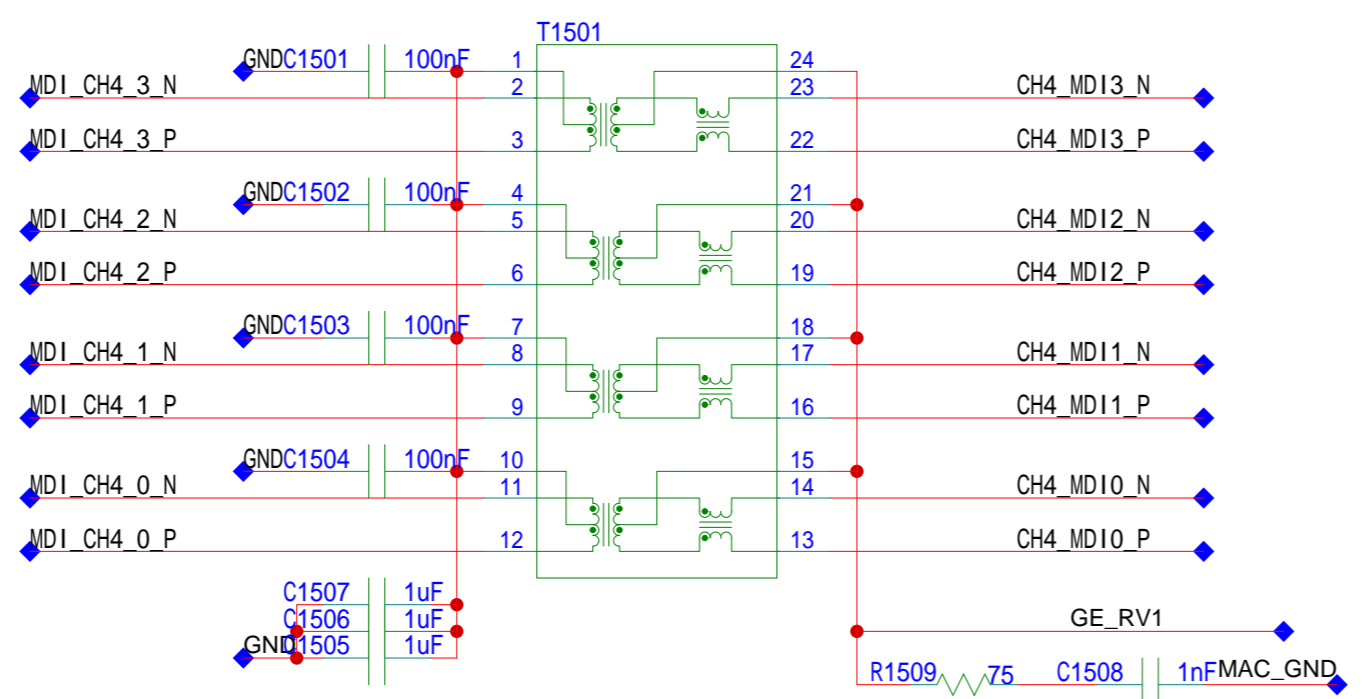 T1501
GND C1501 100nF 1 24
MDI_CH4_3_N 2 23 CH4_MDI3_N
MDI_CH4_3_P 3 22 CH4_MDI3_P
GND C1502 100nF 4 21
MDI_CH4_2_N 5 20 CH4_MDI2_N
MDI_CH4_2_P 6 19 CH4_MDI2_P
GND C1503 100nF 7 18
MDI_CH4_1_N 8 17 CH4_MDI1_N
MDI_CH4_1_P 9 16 CH4_MDI1_P
GND C1504 100nF 10 15
MDI_CH4_0_N 11 14 CH4_MDI0_N
MDI_CH4_0_P 12 13 CH4_MDI0_P
C1507 1uF
C1506 1uF GE_RV1
GND C1505 1uF
R1509 75 C1508 1nF MAC_GND